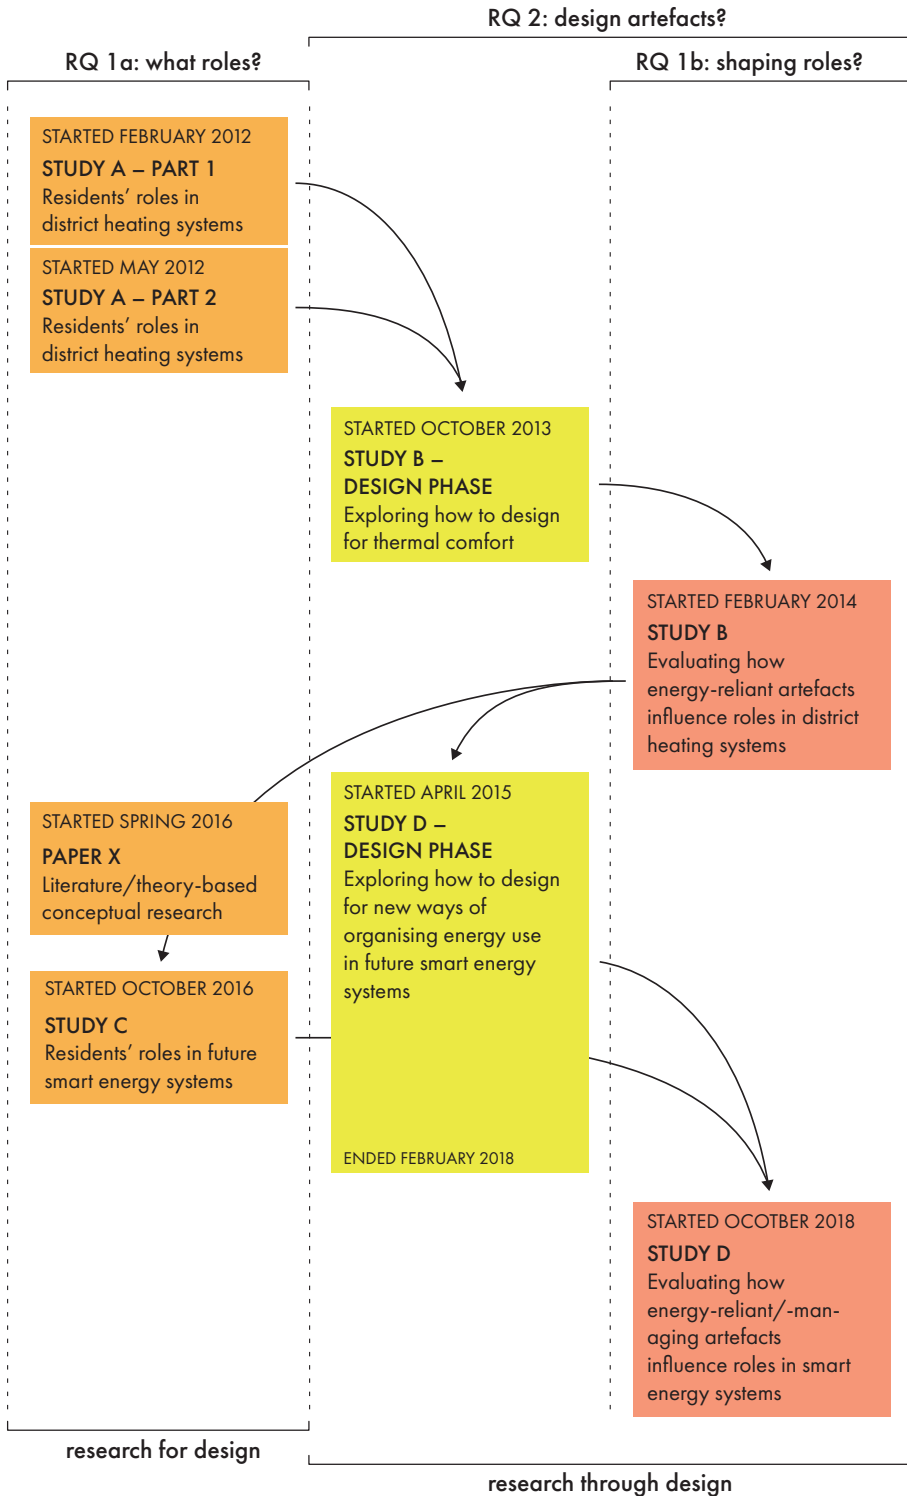 RQ 2: design artefacts?
RQ 1a: what roles?
RQ 1b: shaping roles?
STARTED FEBRUARY 2012
STUDY A – PART 1
Residents’ roles in
district heating systems
STARTED MAY 2012
STUDY A – PART 2
Residents’ roles in
district heating systems
STARTED OCTOBER 2013
STUDY B –
DESIGN PHASE
Exploring how to design
for thermal comfort
STARTED FEBRUARY 2014
STUDY B
Evaluating how
energy-reliant artefacts
influence roles in district
heating systems
STARTED APRIL 2015
STUDY D –
DESIGN PHASE
Exploring how to design
for new ways of
organising energy use
in future smart energy
systems
ENDED FEBRUARY 2018
STARTED SPRING 2016
PAPER X
Literature/theory-based
conceptual research
STARTED OCTOBER 2016
STUDY C
Residents’ roles in future
smart energy systems
STARTED OCOTBER 2018
STUDY D
Evaluating how
energy-reliant/-man-
aging artefacts
influence roles in smart
energy systems
research for design
research through design